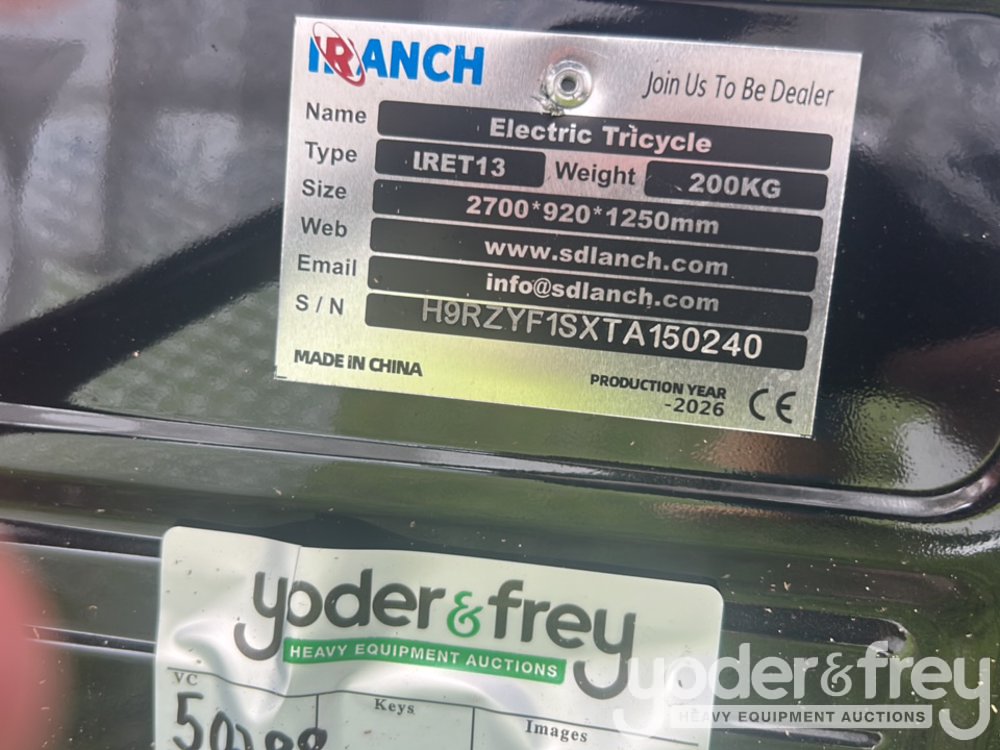 IRANCH
Join Us To Be Dealer
Name Electric Tricycle
Type LRET13 Weight 200KG
Size 2700*920*1250mm
Web www.sdlanch.com
Email info@sdlanch.com
S / N H9RZYF1SXTA150240
MADE iN CHINA
PRODUCTION YEAR
-2026 CE
yoder&frey
HEAVY EQUIPMENT AUCTIONS
VC Keys Images
yoder&frey
HEAVY EQUIPMENT AUCTIONS